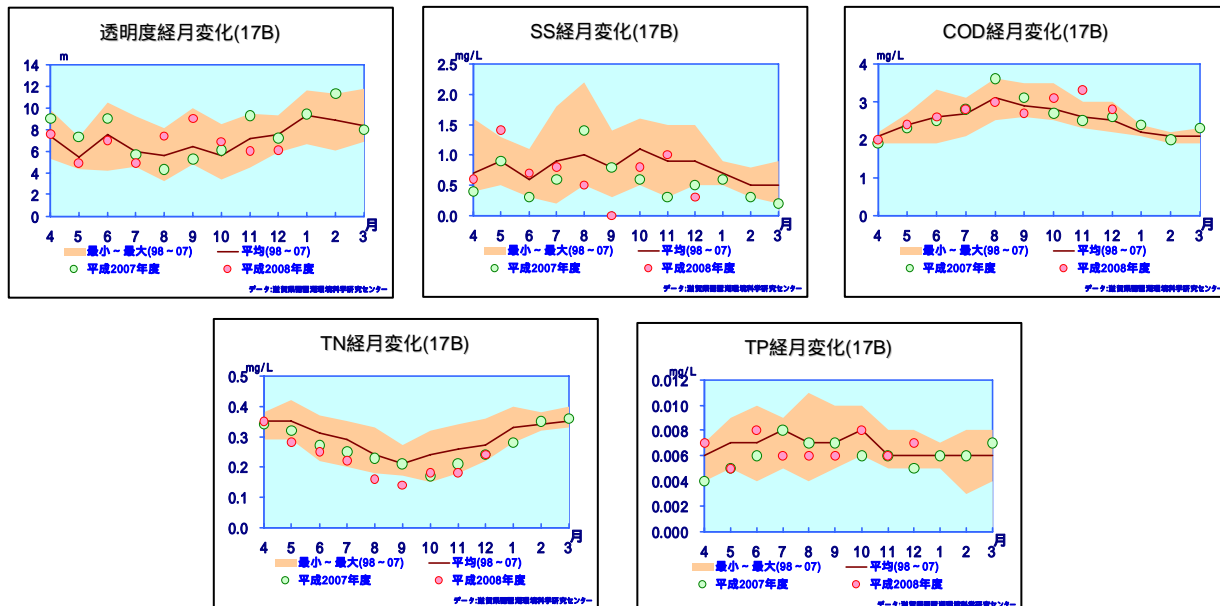 透明度経月変化(17B)
m
14
12
10
8
6
4
2
0
4 5 6 7 8 9 10 11 12 1 2 3 月
最小～最大(98～07) 平均(98～07)
平成2007年度 平成2008年度
SS経月変化(17B)
mg/L
2.5
2.0
1.5
1.0
0.5
0.0
4 5 6 7 8 9 10 11 12 1 2 3 月
最小～最大(98～07) 平均(98～07)
平成2007年度 平成2008年度
COD経月変化(17B)
mg/L
4
3
2
1
0
4 5 6 7 8 9 10 11 12 1 2 3 月
最小～最大(98～07) 平均(98～07)
平成2007年度 平成2008年度
TN経月変化(17B)
mg/L
0.5
0.4
0.3
0.2
0.1
0.0
4 5 6 7 8 9 10 11 12 1 2 3 月
最小～最大(98～07) 平均(98～07)
平成2007年度 平成2008年度
TP経月変化(17B)
mg/L
0.012
0.010
0.008
0.006
0.004
0.002
0.000
4 5 6 7 8 9 10 11 12 1 2 3 月
最小～最大(98～07) 平均(98～07)
平成2007年度 平成2008年度